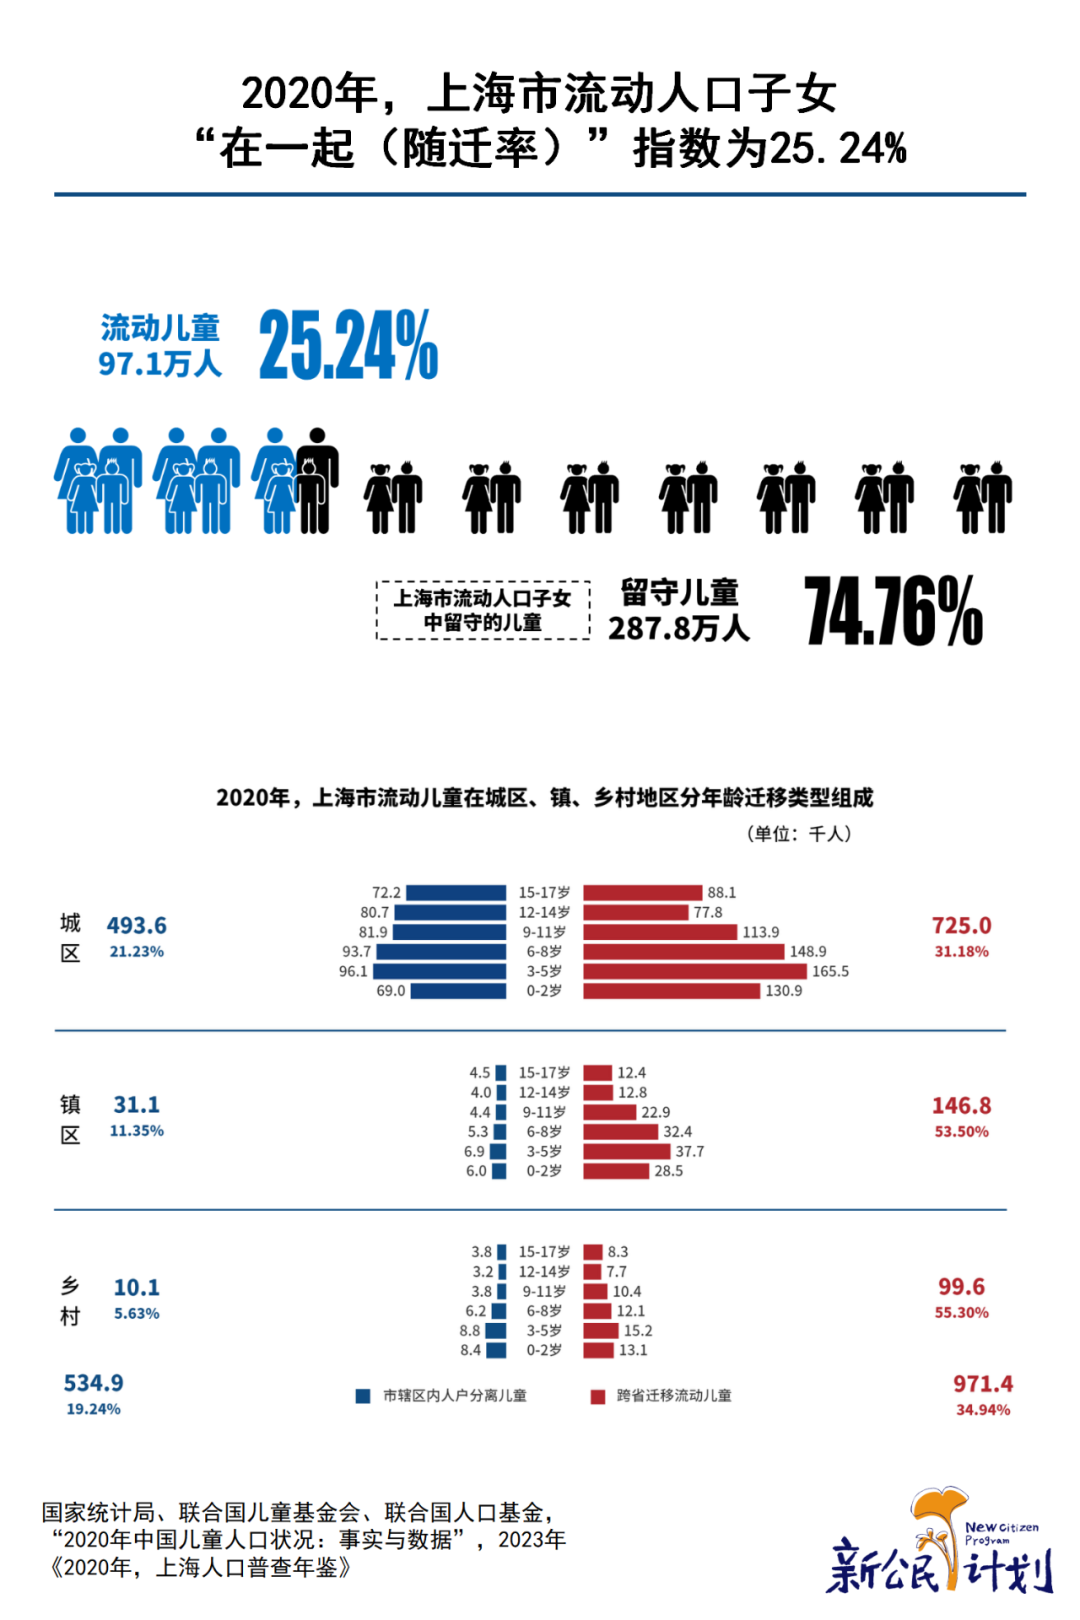 2020年，上海市流动人口子女
“在一起（随迁率）”指数为25.24%
流动儿童
97.1万人
25.24%
上海市流动人口子女
中留守的儿童
留守儿童
287.8万人
74.76%
2020年，上海市流动儿童在城区、镇、乡村地区分年龄迁移类型组成
（单位：千人）
城区
493.6
21.23%
72.2 15-17岁 88.1
80.7 12-14岁 77.8
81.9 9-11岁 113.9
93.7 6-8岁 148.9
96.1 3-5岁 165.5
69.0 0-2岁 130.9
725.0
31.18%
镇区
31.1
11.35%
4.5 15-17岁 12.4
4.0 12-14岁 12.8
4.4 9-11岁 22.9
5.3 6-8岁 32.4
6.9 3-5岁 37.7
6.0 0-2岁 28.5
146.8
53.50%
乡村
10.1
5.63%
3.8 15-17岁 8.3
3.2 12-14岁 7.7
3.8 9-11岁 10.4
6.2 6-8岁 12.1
8.8 3-5岁 15.2
8.4 0-2岁 13.1
99.6
55.30%
534.9
19.24%
市辖区内人户分离儿童
跨省迁移流动儿童
971.4
34.94%
国家统计局、联合国儿童基金会、联合国人口基金，
“2020年中国儿童人口状况：事实与数据”，2023年
《2020年，上海人口普查年鉴》
New Citizen
Program
新公民计划